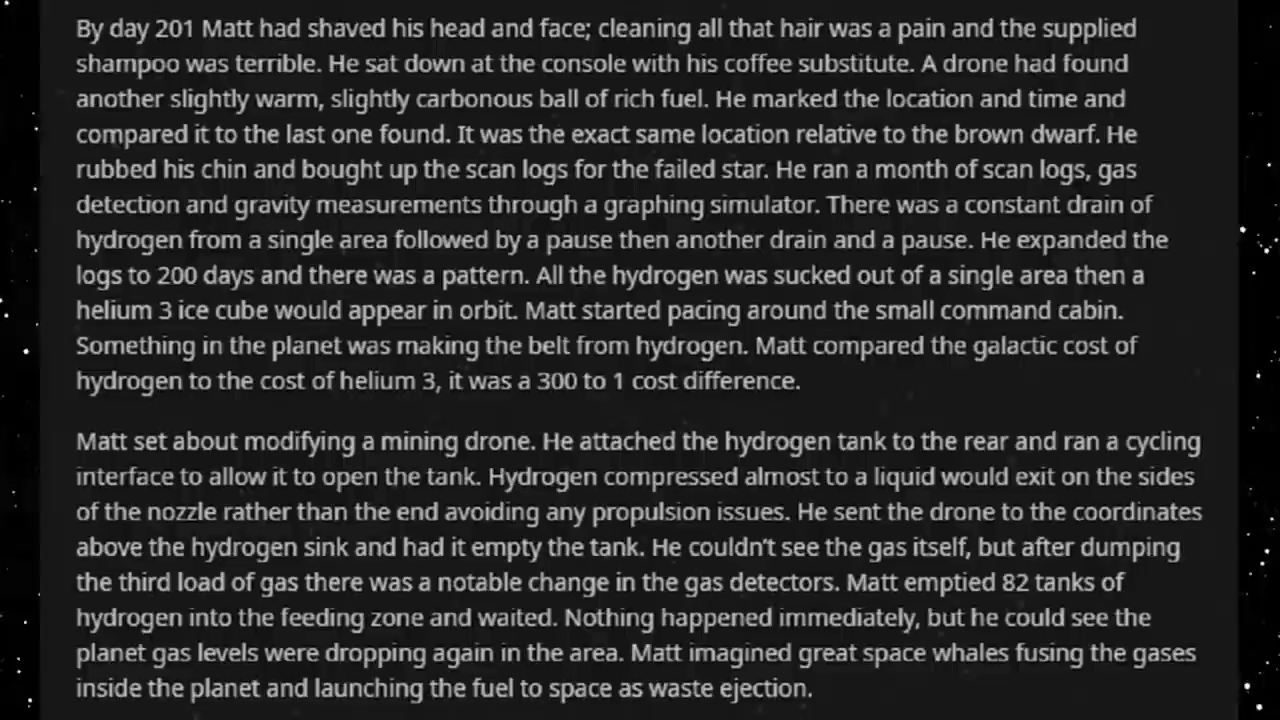 By day 201 Matt had shaved his head and face; cleaning all that hair was a pain and the supplied
shampoo was terrible. He sat down at the console with his coffee substitute. A drone had found
another slightly warm, slightly carbonous ball of rich fuel. He marked the location and time and
compared it to the last one found. It was the exact same location relative to the brown dwarf. He
rubbed his chin and bought up the scan logs for the failed star. He ran a month of scan logs, gas
detection and gravity measurements through a graphing simulator. There was a constant drain of
hydrogen from a single area followed by a pause then another drain and a pause. He expanded the
logs to 200 days and there was a pattern. All the hydrogen was sucked out of a single area then a
helium 3 ice cube would appear in orbit. Matt started pacing around the small command cabin.
Something in the planet was making the belt from hydrogen. Matt compared the galactic cost of
hydrogen to the cost of helium 3, it was a 300 to 1 cost difference.
Matt set about modifying a mining drone. He attached the hydrogen tank to the rear and ran a cycling
interface to allow it to open the tank. Hydrogen compressed almost to a liquid would exit on the sides
of the nozzle rather than the end avoiding any propulsion issues. He sent the drone to the coordinates
above the hydrogen sink and had it empty the tank. He couldn't see the gas itself, but after dumping
the third load of gas there was a notable change in the gas detectors. Matt emptied 82 tanks of
hydrogen into the feeding zone and waited. Nothing happened immediately, but he could see the
planet gas levels were dropping again in the area. Matt imagined great space whales fusing the gases
inside the planet and launching the fuel to space as waste ejection.